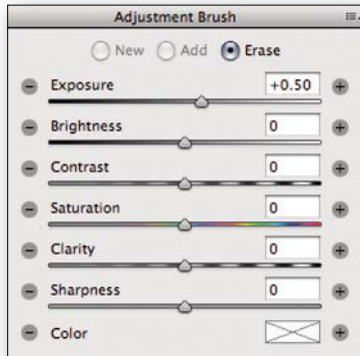 Adjustment Brush
New Add Erase
Exposure +0.50
Brightness 0
Contrast 0
Saturation 0
Clarity 0
Sharpness 0
Color